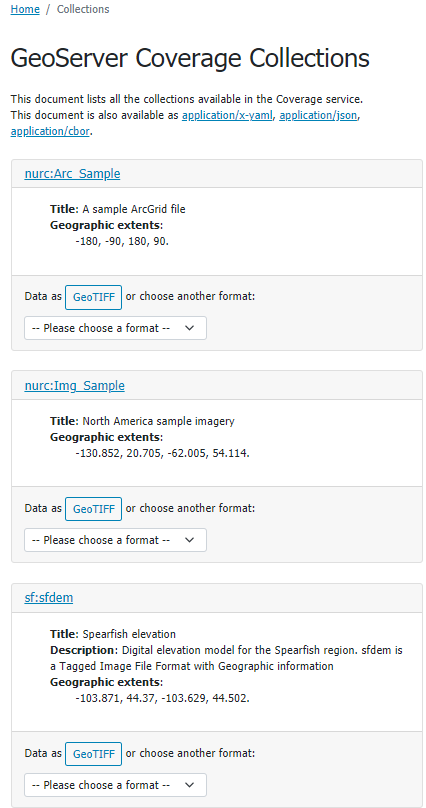 Home / Collections
GeoServer Coverage Collections
This document lists all the collections available in the Coverage service.
This document is also available as application/x-yaml, application/json,
application/cbor.
nurc:Arc_Sample
Title: A sample ArcGrid file
Geographic extents:
-180, -90, 180, 90.
Data as GeoTIFF or choose another format:
-- Please choose a format --
nurc:Img_Sample
Title: North America sample imagery
Geographic extents:
-130.852, 20.705, -62.005, 54.114.
Data as GeoTIFF or choose another format:
-- Please choose a format --
sf:sfdem
Title: Spearfish elevation
Description: Digital elevation model for the Spearfish region. sfdem is
a Tagged Image File Format with Geographic information
Geographic extents:
-103.871, 44.37, -103.629, 44.502.
Data as GeoTIFF or choose another format:
-- Please choose a format --